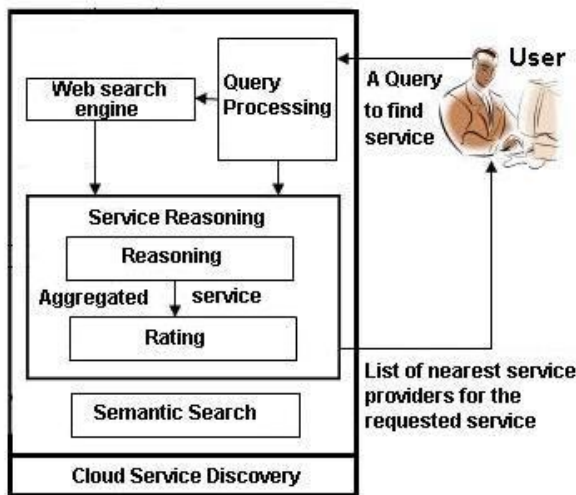 User
A Query
to find
service
Query
Processing
Web search
engine
Service Reasoning
Reasoning
Aggregated service
Rating
List of nearest service
providers for the
requested service
Semantic Search
Cloud Service Discovery